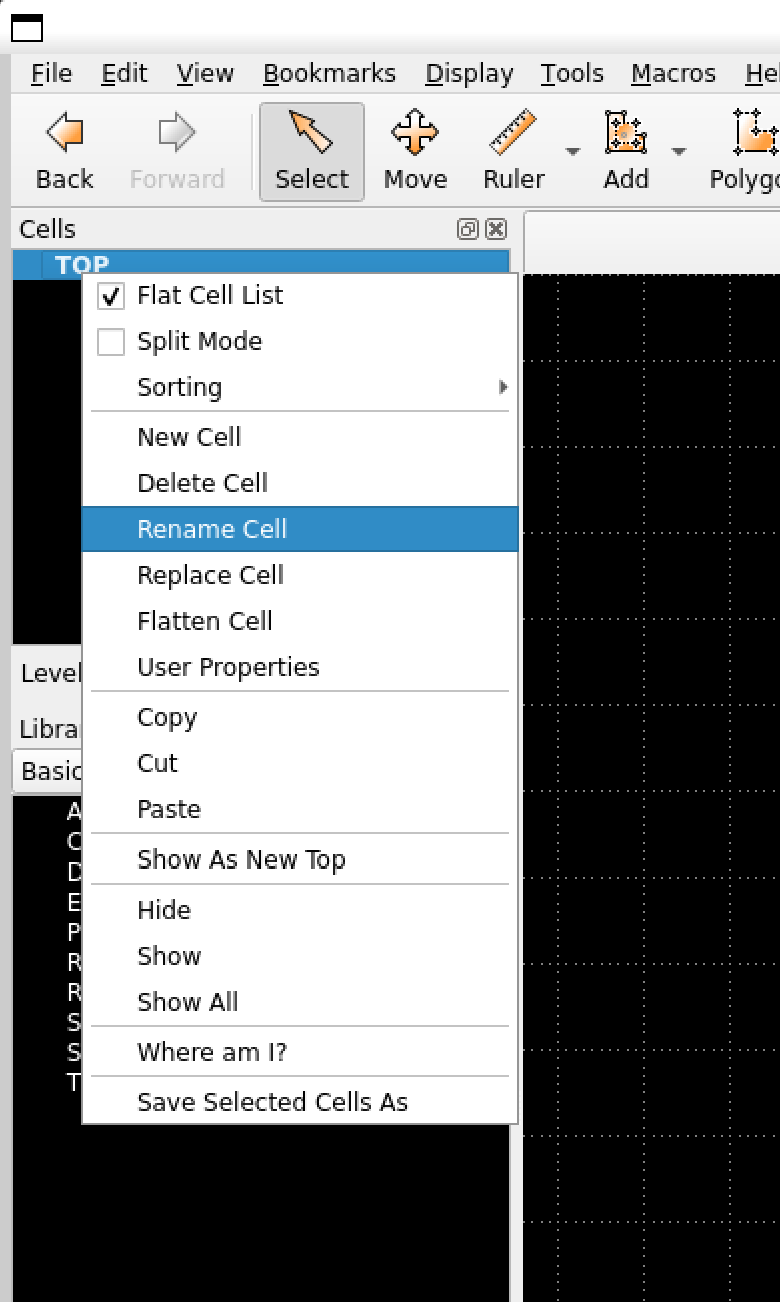 File Edit View Bookmarks Display Tools Macros
Back Forward Select Move Ruler Add
Cells
TOP
Flat Cell List
Split Mode
Sorting
New Cell
Delete Cell
Rename Cell
Replace Cell
Flatten Cell
User Properties
Level
Copy
Libra
Cut
Basic
Paste
A
C
Show As New Top
D
E
Hide
P
Show
R
R
Show All
S
S
Where am I?
T
Save Selected Cells As